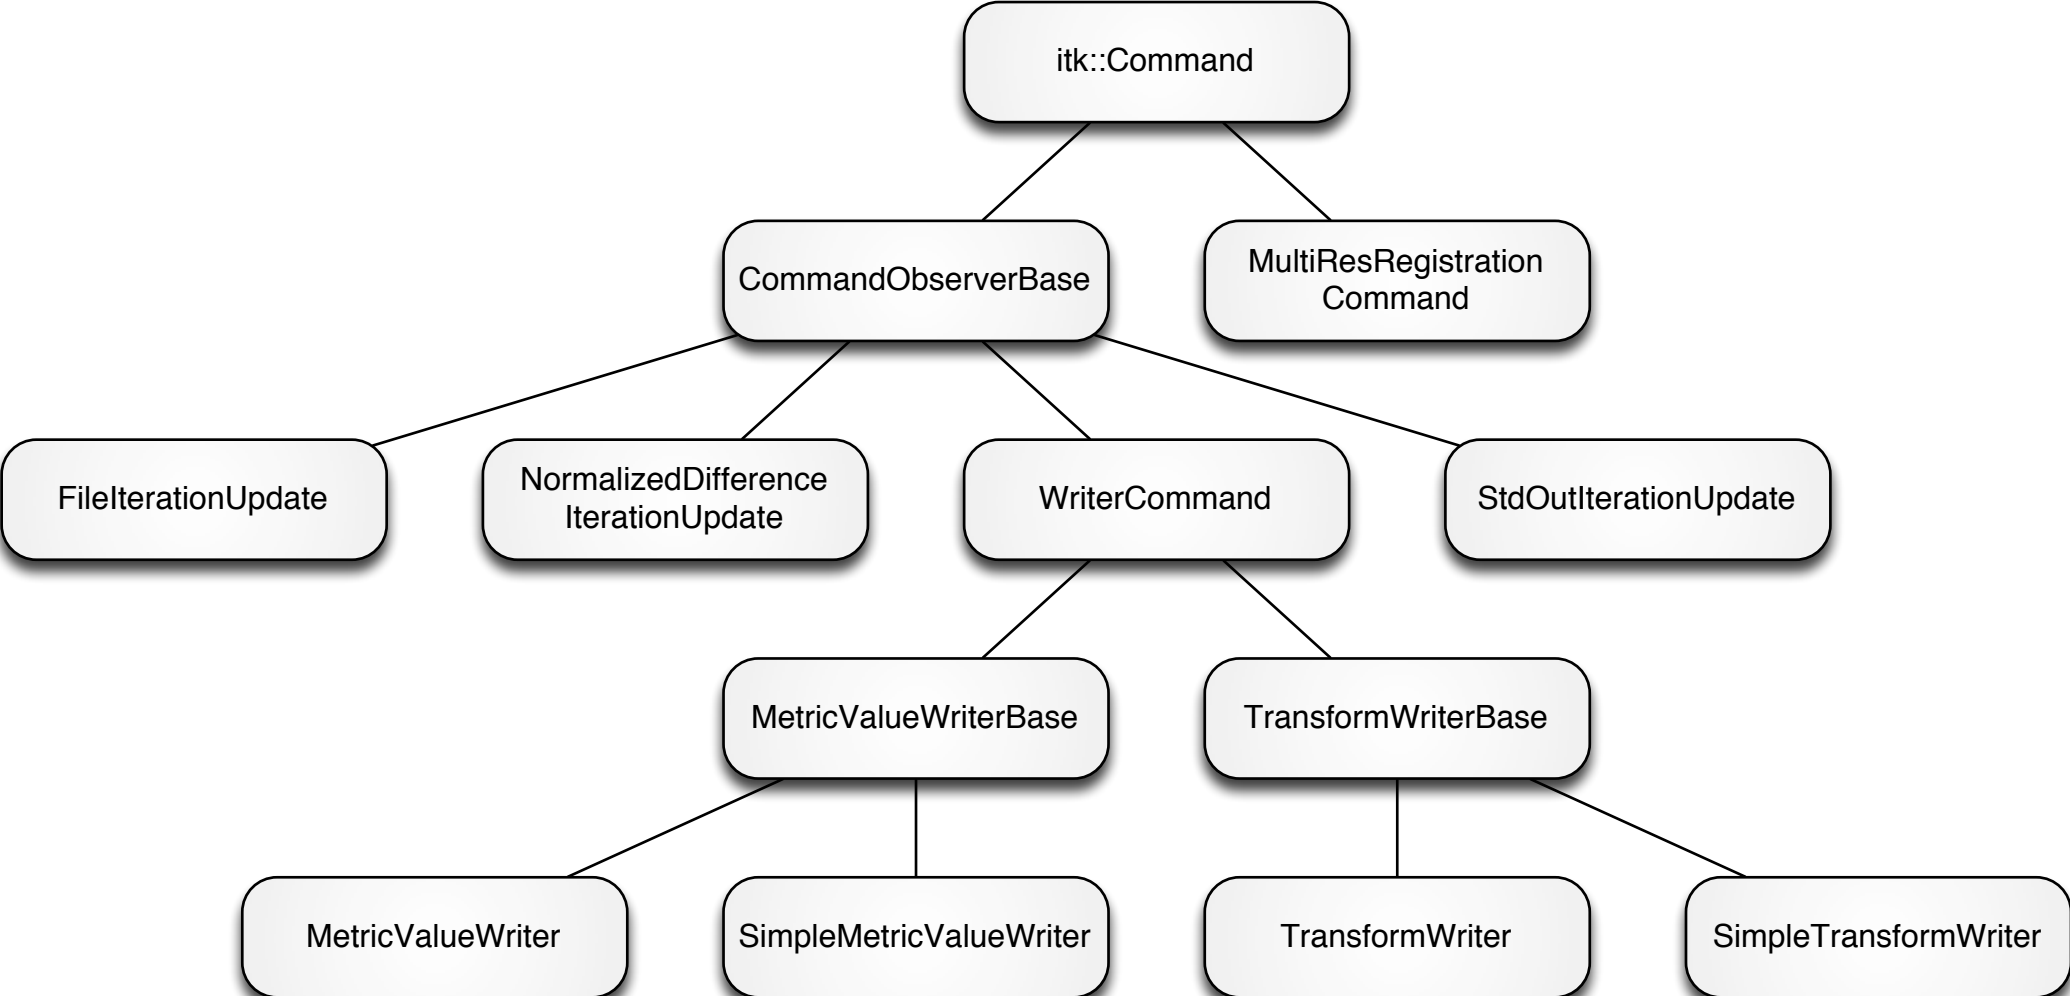 itk::Command
CommandObserverBase
MultiResRegistration
Command
FileIterationUpdate
NormalizedDifference
IterationUpdate
WriterCommand
StdOutIterationUpdate
MetricValueWriterBase
TransformWriterBase
MetricValueWriter
SimpleMetricValueWriter
TransformWriter
SimpleTransformWriter